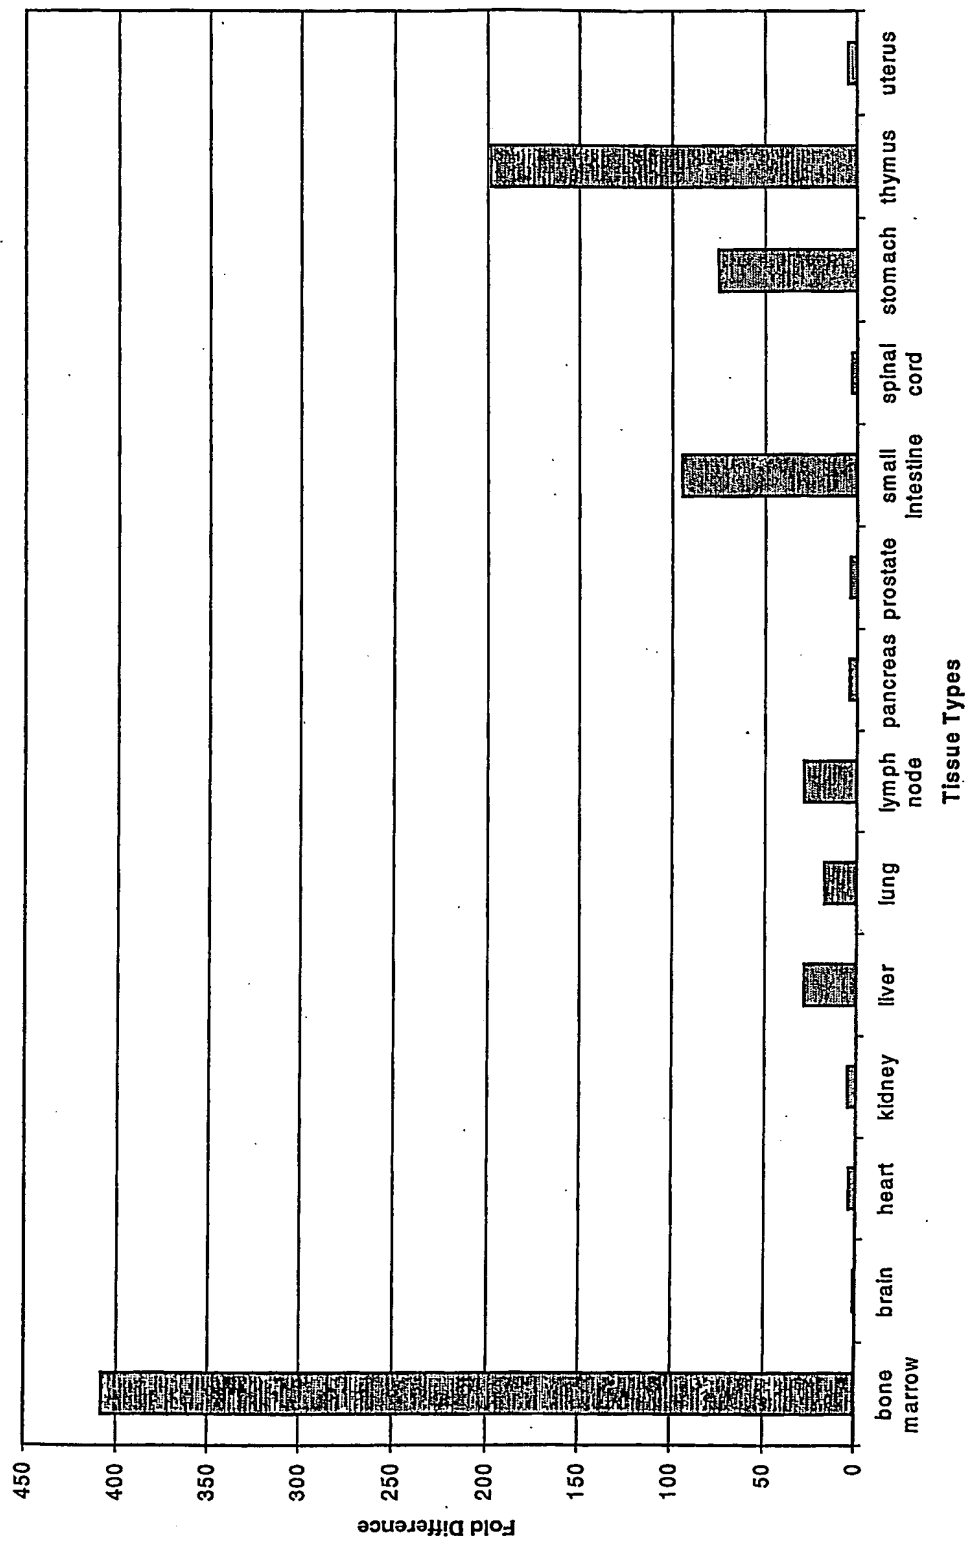 Fold Difference
450
400
350
300
250
200
150
100
50
0
bone
marrow
brain
heart
kidney
liver
lung
lymph
node
pancreas
prostate
small
Intestine
spinal
cord
stomach
thymus
uterus
Tissue Types